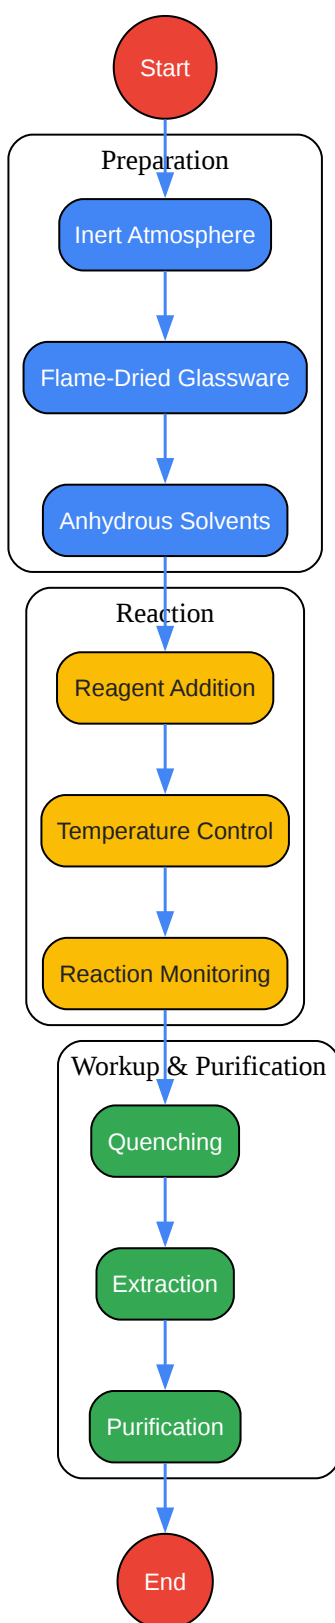 Start
Preparation
Inert Atmosphere
Flame-Dried Glassware
Anhydrous Solvents
Reaction
Reagent Addition
Temperature Control
Reaction Monitoring
Workup & Purification
Quenching
Extraction
Purification
End